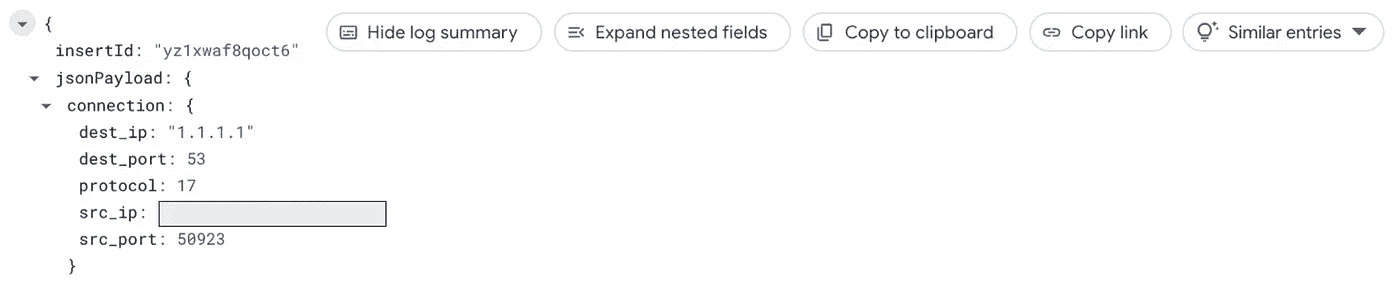 {
Hide log summary
Expand nested fields
Copy to clipboard
Copy link
Similar entries
insertId: "yz1xwaf8qoct6"
jsonPayload: {
connection: {
dest_ip: "1.1.1.1"
dest_port: 53
protocol: 17
src_ip:
src_port: 50923
}